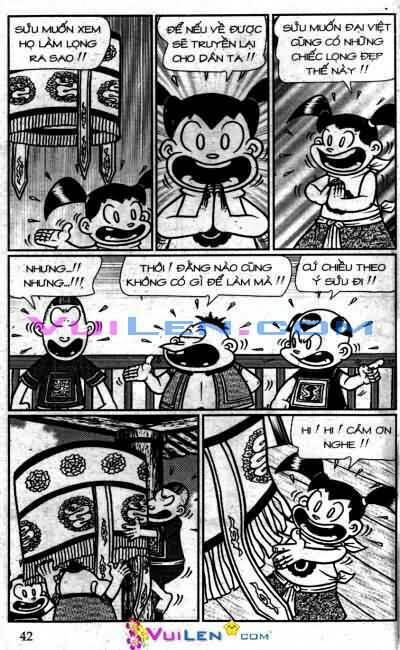 SỬU MUỐN XEM
HỌ LÀM LỌNG
RA SAO !!
ĐỂ NẾU VỀ ĐƯỢC
SẼ TRUYỀN LẠI
CHO DÂN TA !!
SỬU MUỐN ĐẠI VIỆT
CŨNG CÓ NHỮNG
CHIẾC LỌNG ĐẸP
THẾ NÀY !!
NHƯNG...!!
NHƯNG...!!!
THÔI ! ĐẰNG NÀO CŨNG
KHÔNG CÓ GÌ ĐỂ LÀM MÀ !!
CỨ CHIỀU THEO
Ý SỬU ĐI !!
VuiLen.com
HI ! HI ! CẢM ƠN
NGHE !!
42
VuiLen.com